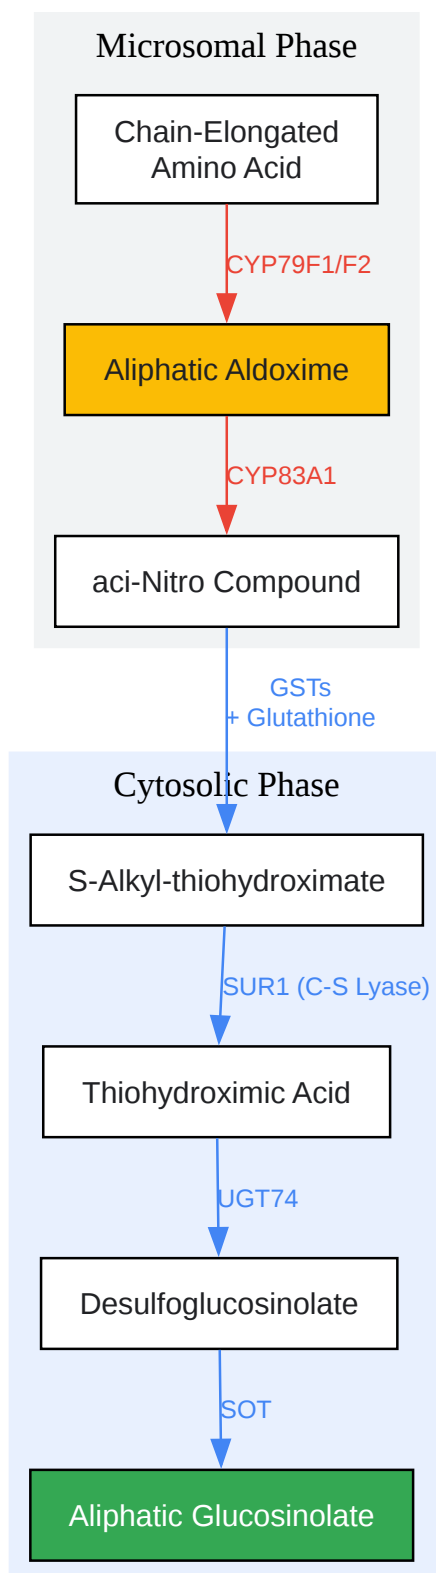 Microsomal Phase
Chain-Elongated
Amino Acid
CYP79F1/F2
Aliphatic Aldoxime
CYP83A1
aci-Nitro Compound
GSTs
+ Glutathione
Cytosolic Phase
S-Alkyl-thiohydroximate
SUR1 (C-S Lyase)
Thiohydroximic Acid
UGT74
Desulfoglucosinolate
SOT
Aliphatic Glucosinolate